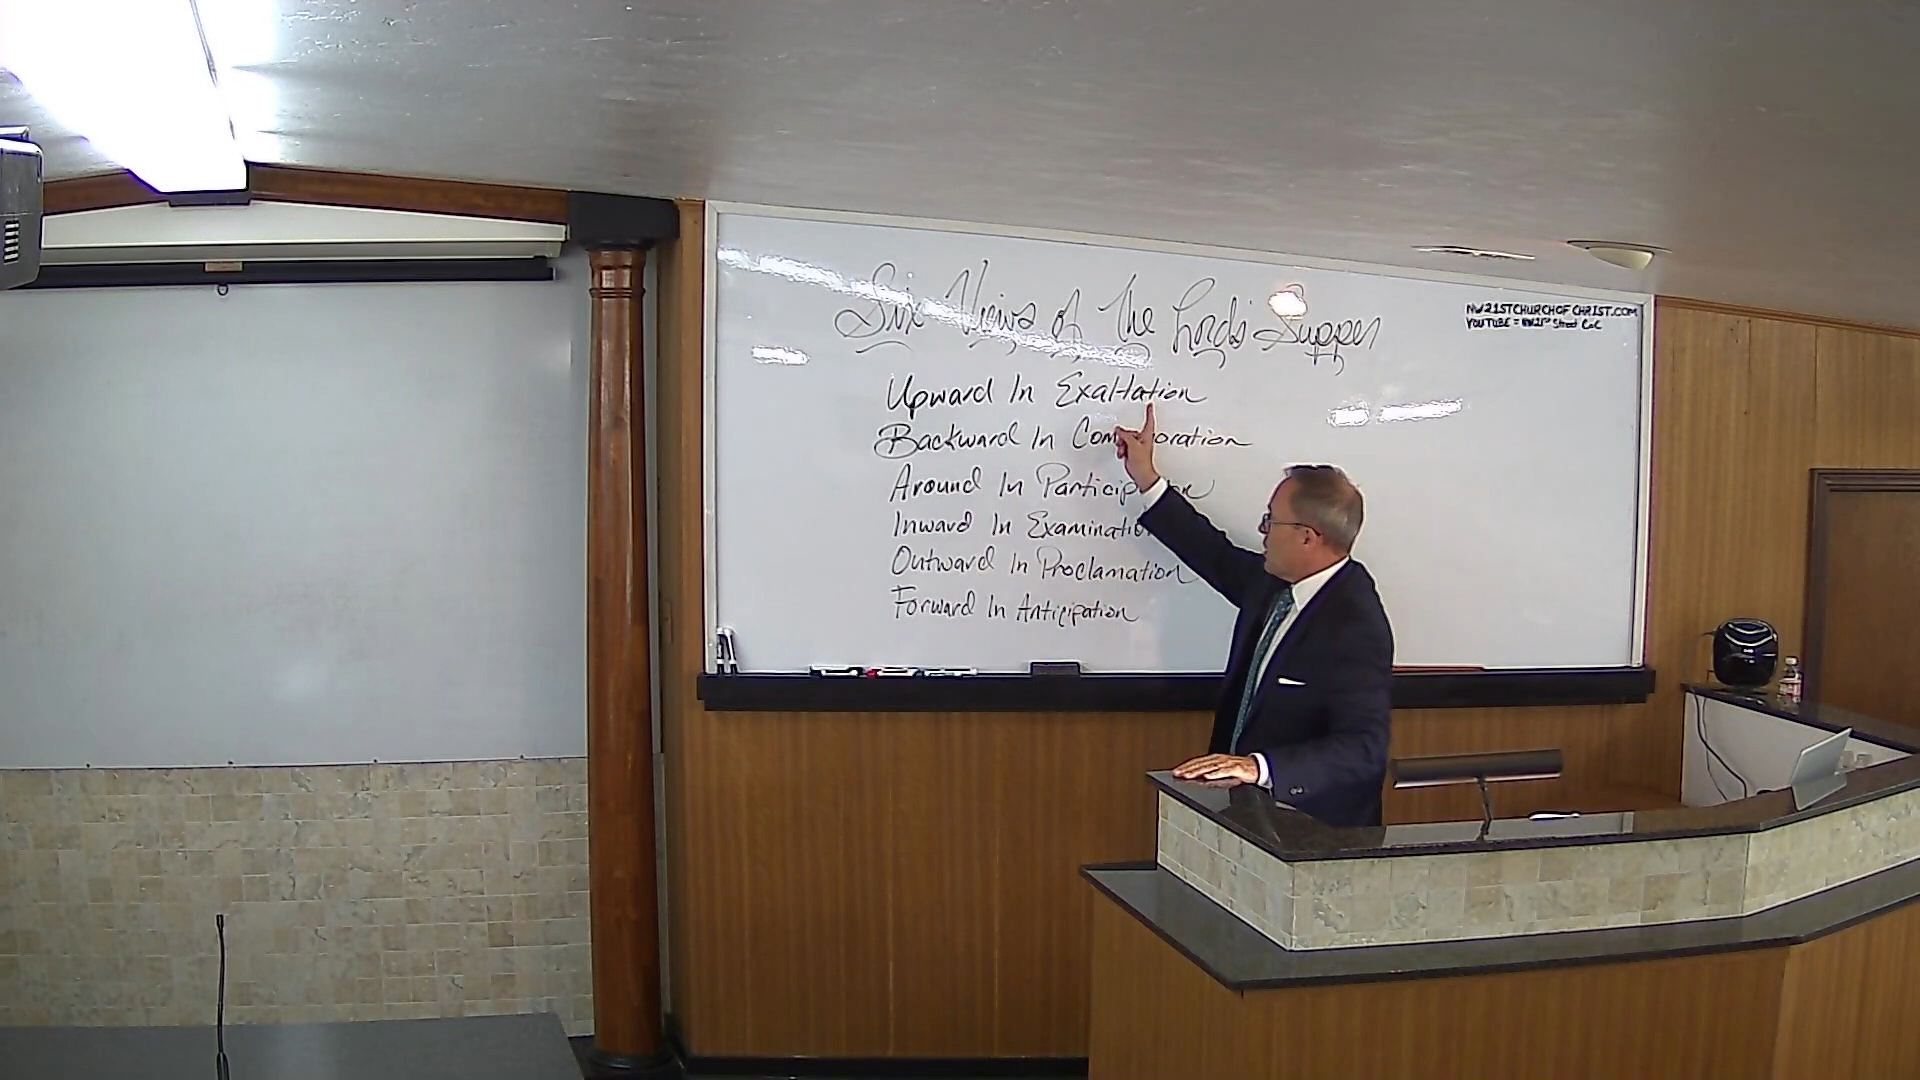 Six Views of The Lord's Supper
NW21STCHURCHOFCHRIST.COM
YOUTUBE = NW21ST Street CoC
Upward In Exaltation
Backward In
Around In
Inward In Examination
Outward In Proclamation
Forward In Anticipation